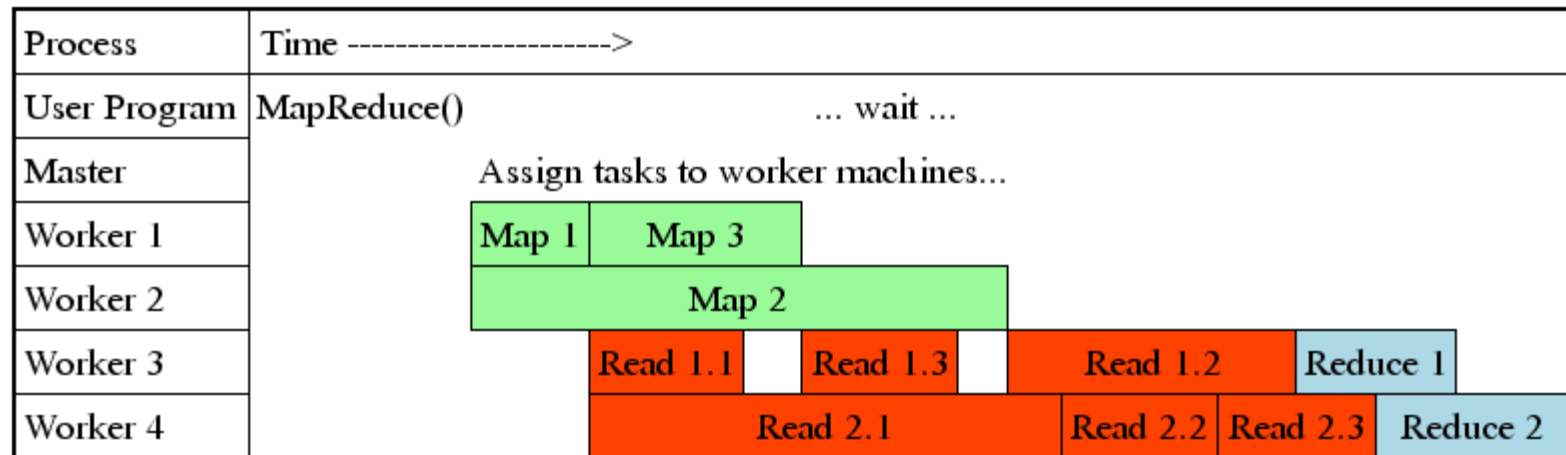 Process Time ---------------------->
User Program MapReduce() ... wait ...
Master Assign tasks to worker machines...
Worker 1 Map 1 Map 3
Worker 2 Map 2
Worker 3 Read 1.1 Read 1.3 Read 1.2 Reduce 1
Worker 4 Read 2.1 Read 2.2 Read 2.3 Reduce 2